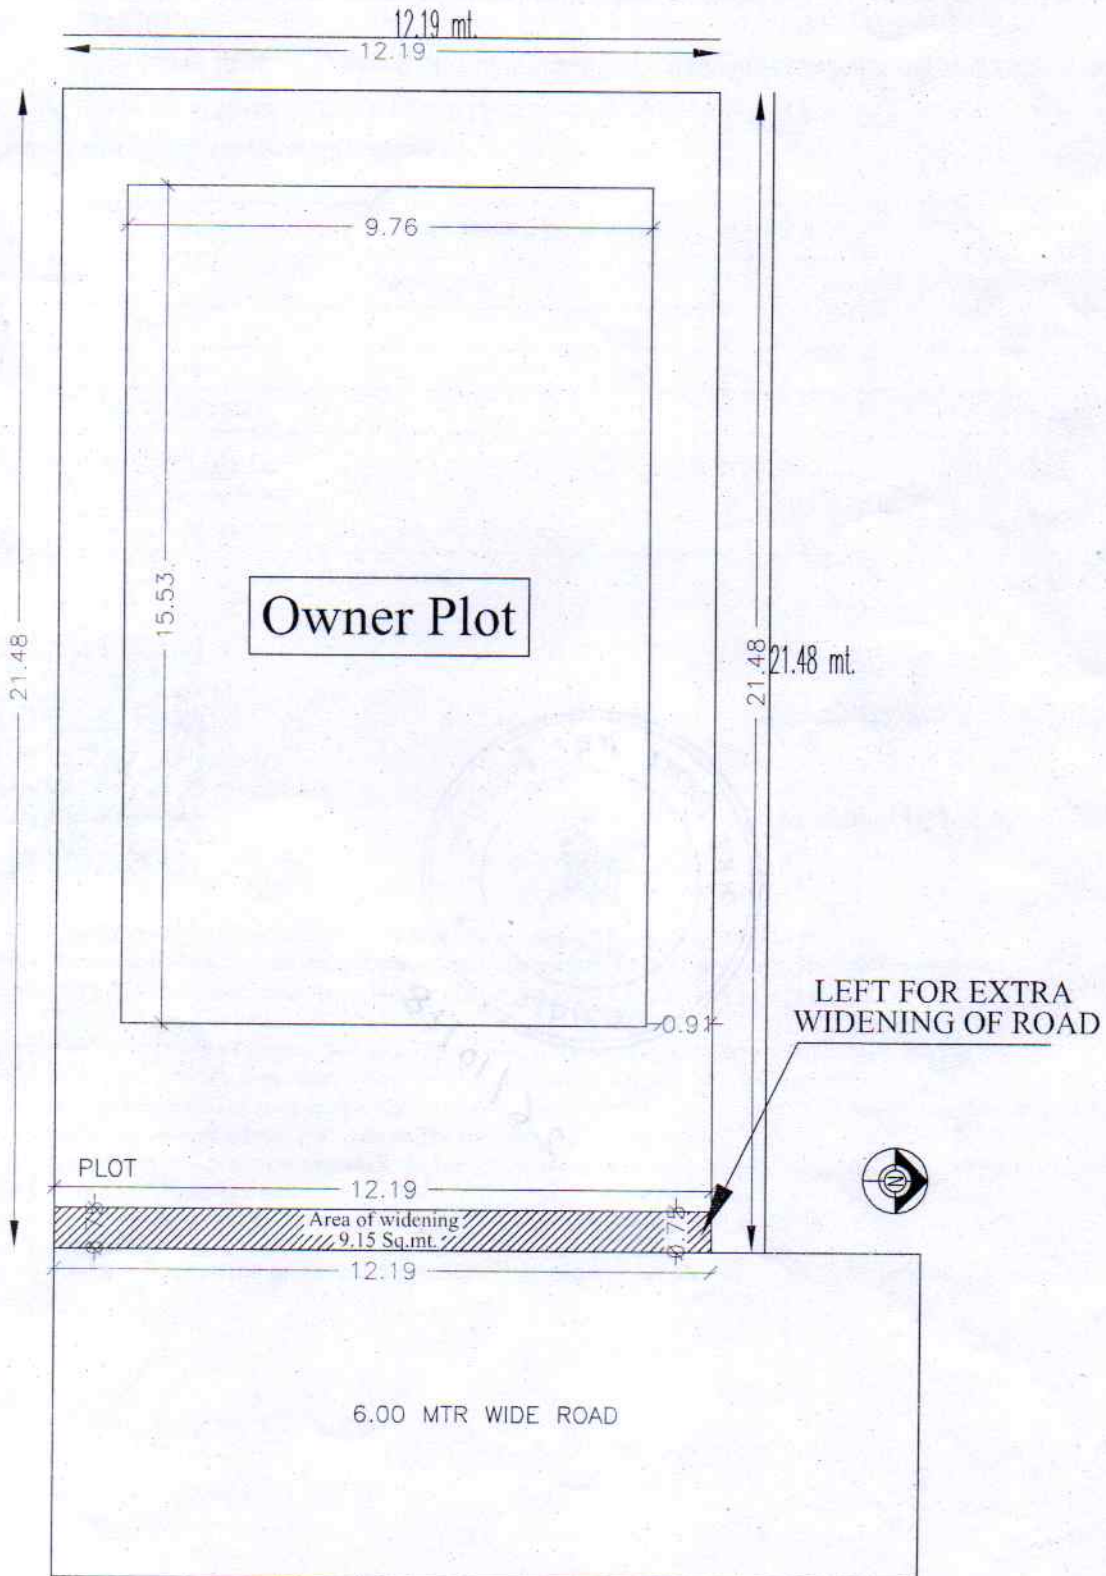 12.19 mt.
12.19
9.76
15.53
Owner Plot
21.48
21.48
21.48 mt.
0.91
LEFT FOR EXTRA
WIDENING OF ROAD
PLOT
12.19
Area of widening
9.15 Sq.mt.
N
12.19
6.00 MTR WIDE ROAD